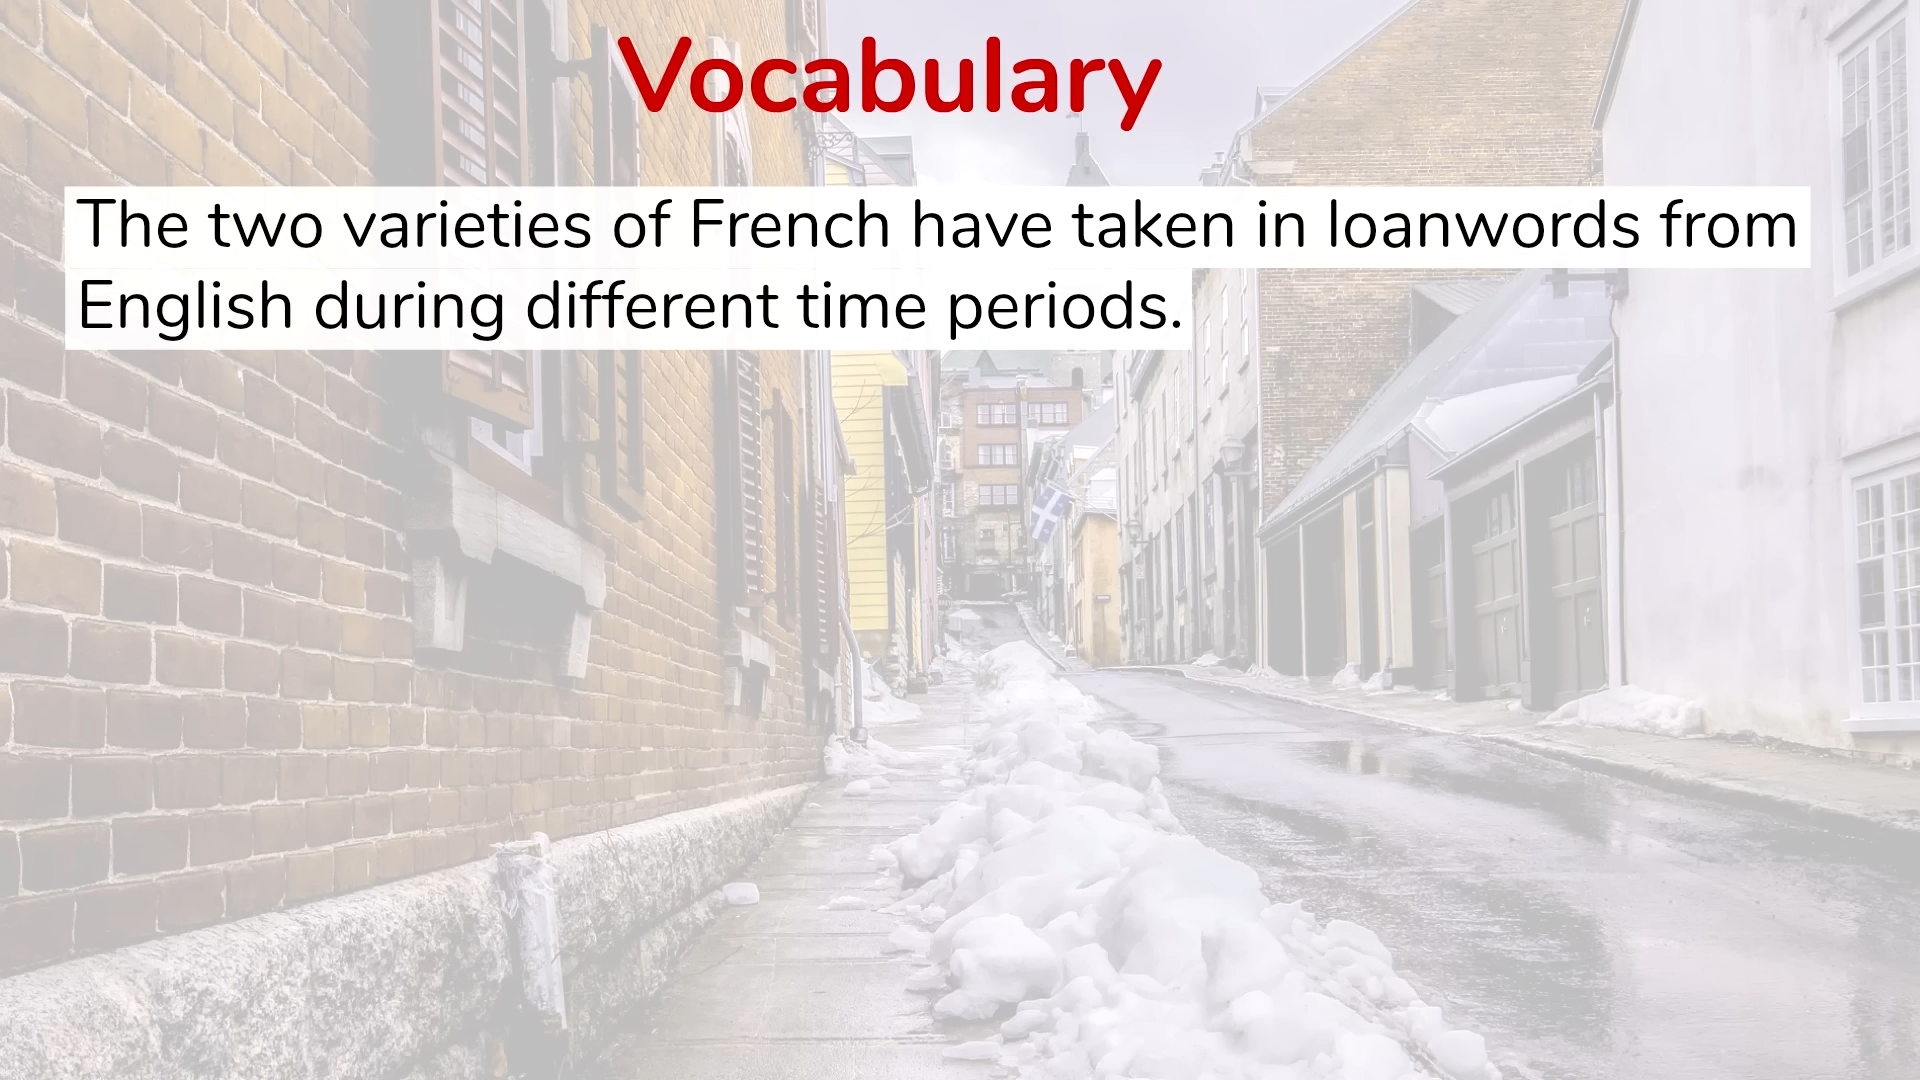 Vocabulary
The two varieties of French have taken in loanwords from
English during different time periods.